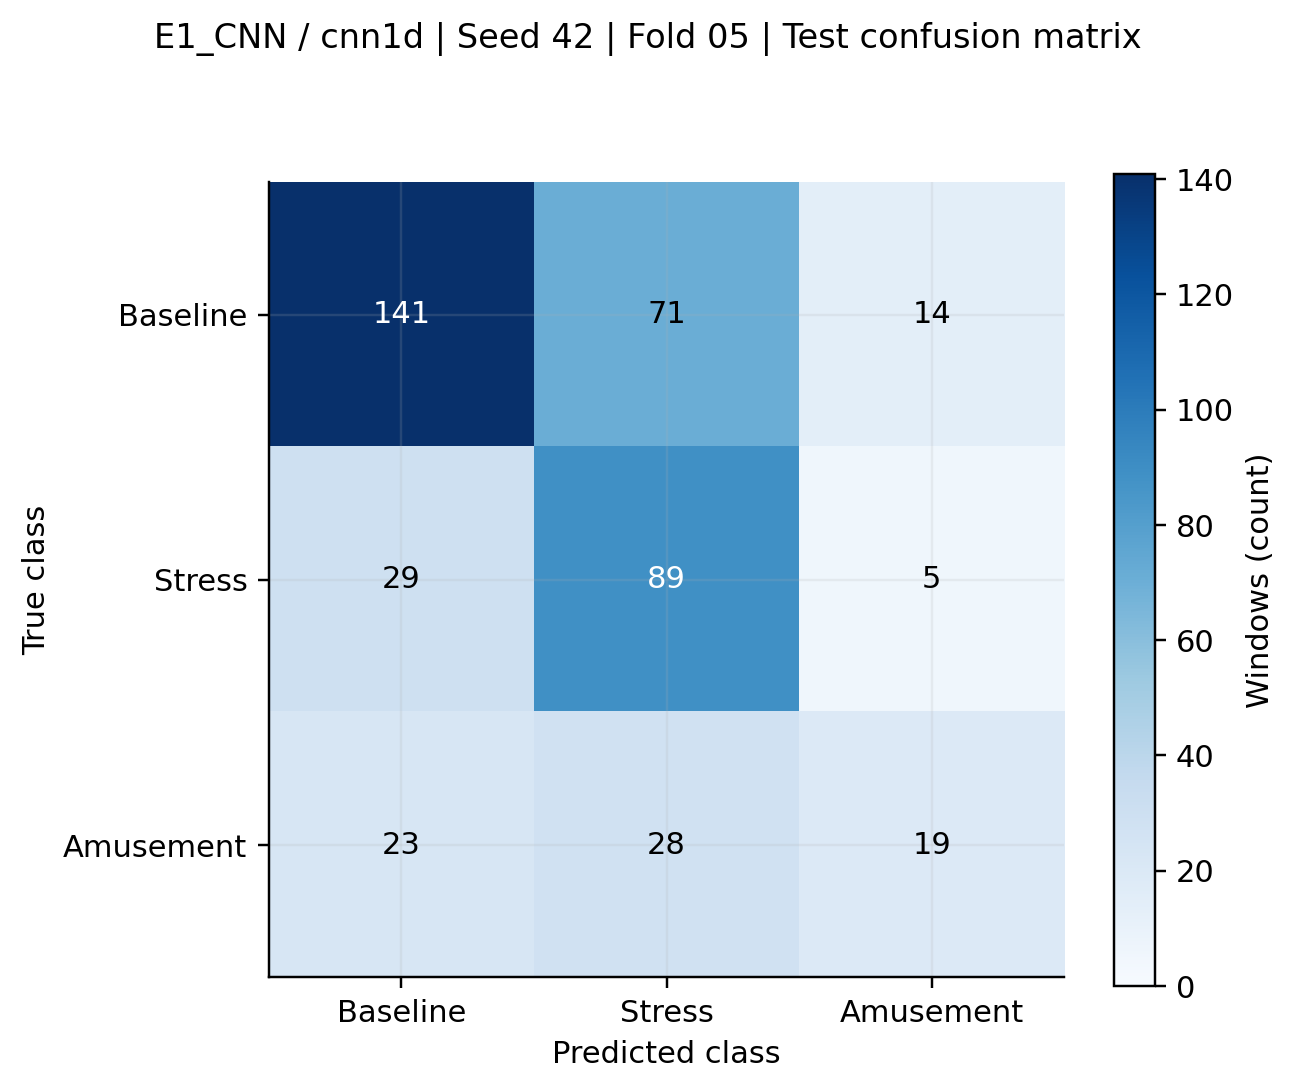 E1_CNN / cnn1d | Seed 42 | Fold 05 | Test confusion matrix
Baseline 141 71 14
Stress 29 89 5
Amusement 23 28 19
Baseline Stress Amusement
Predicted class
True class
140
120
100
80
60
40
20
0
Windows (count)